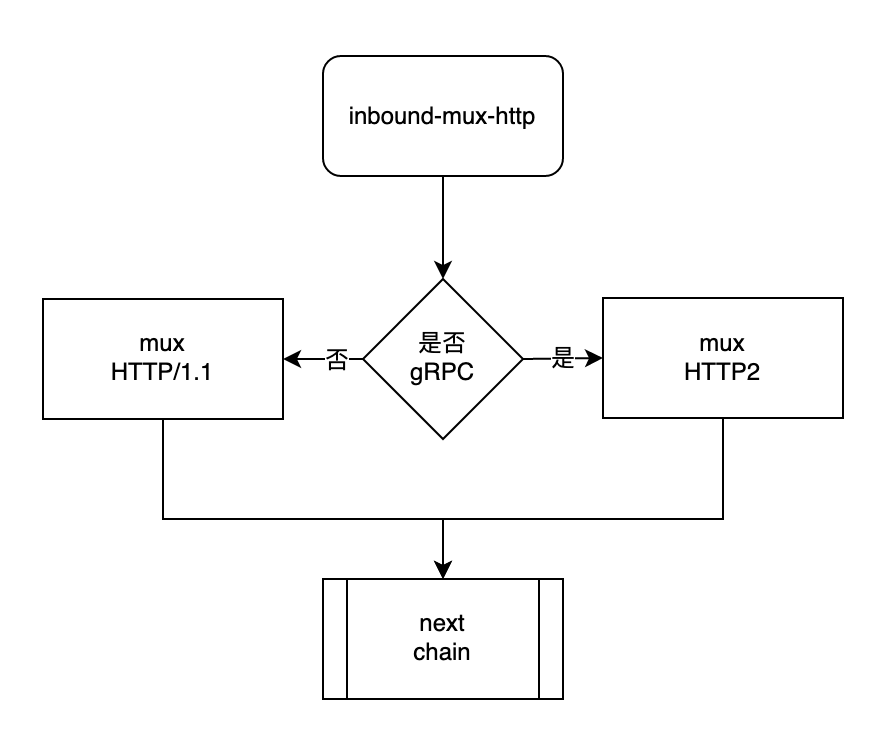 inbound-mux-http
是否
gRPC
否
是
mux
HTTP/1.1
mux
HTTP2
next
chain